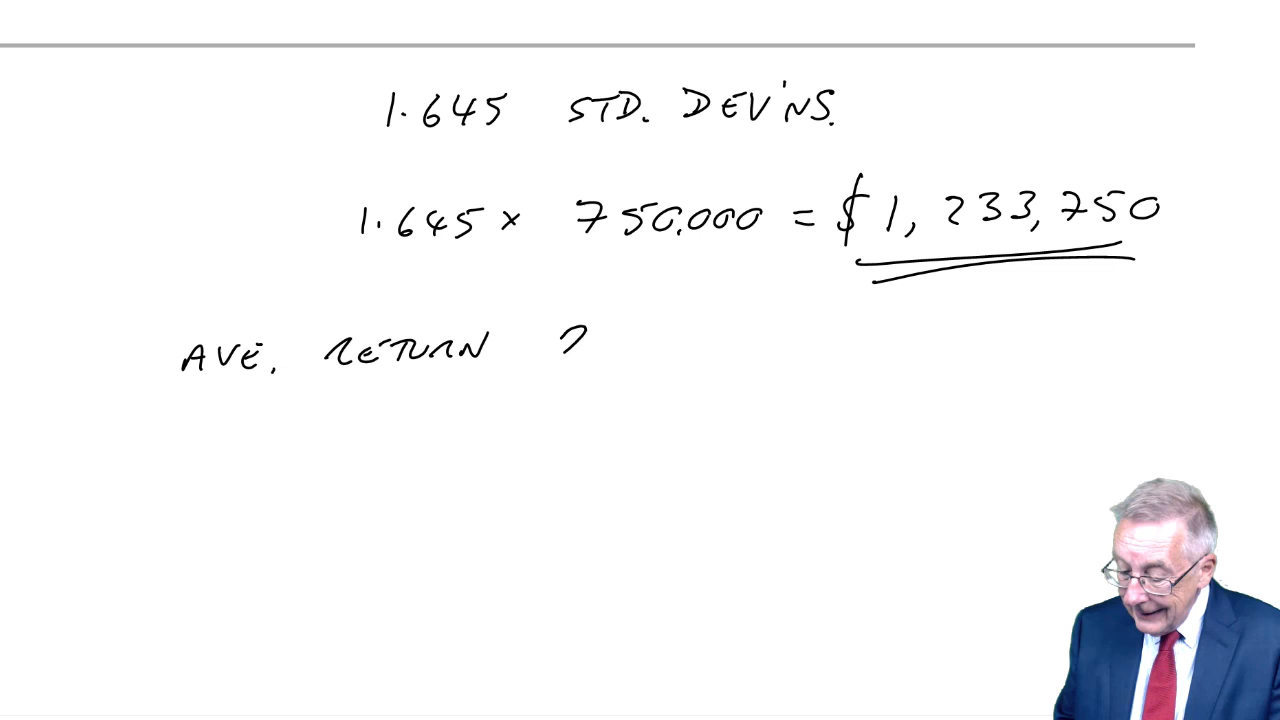 1.645 STD. DEV'NS.
1.645 × 750.000 = $1,233,750
AVE. RETURN